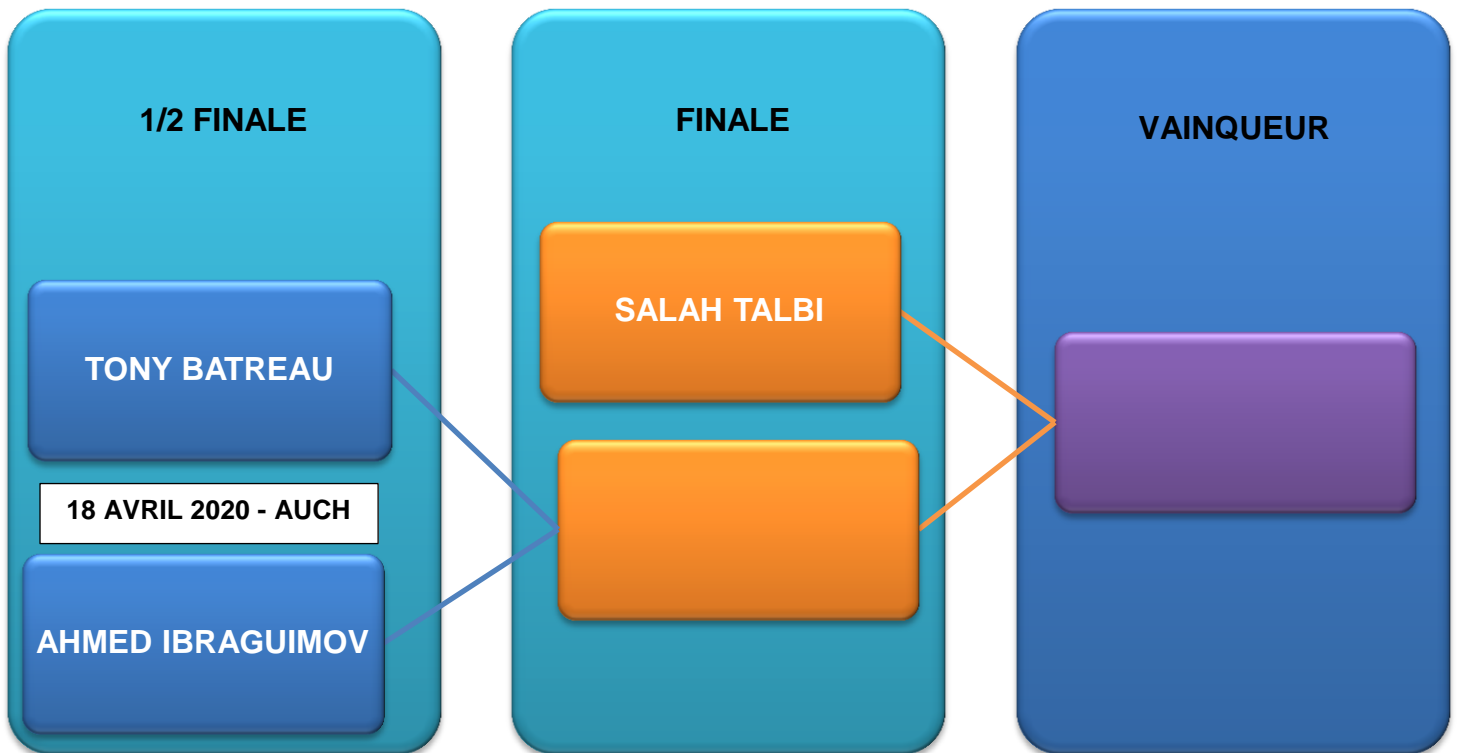 1/2 FINALE
TONY BATREAU
18 AVRIL 2020 - AUCH
AHMED IBRAGUIMOV
FINALE
SALAH TALBI
VAINQUEUR